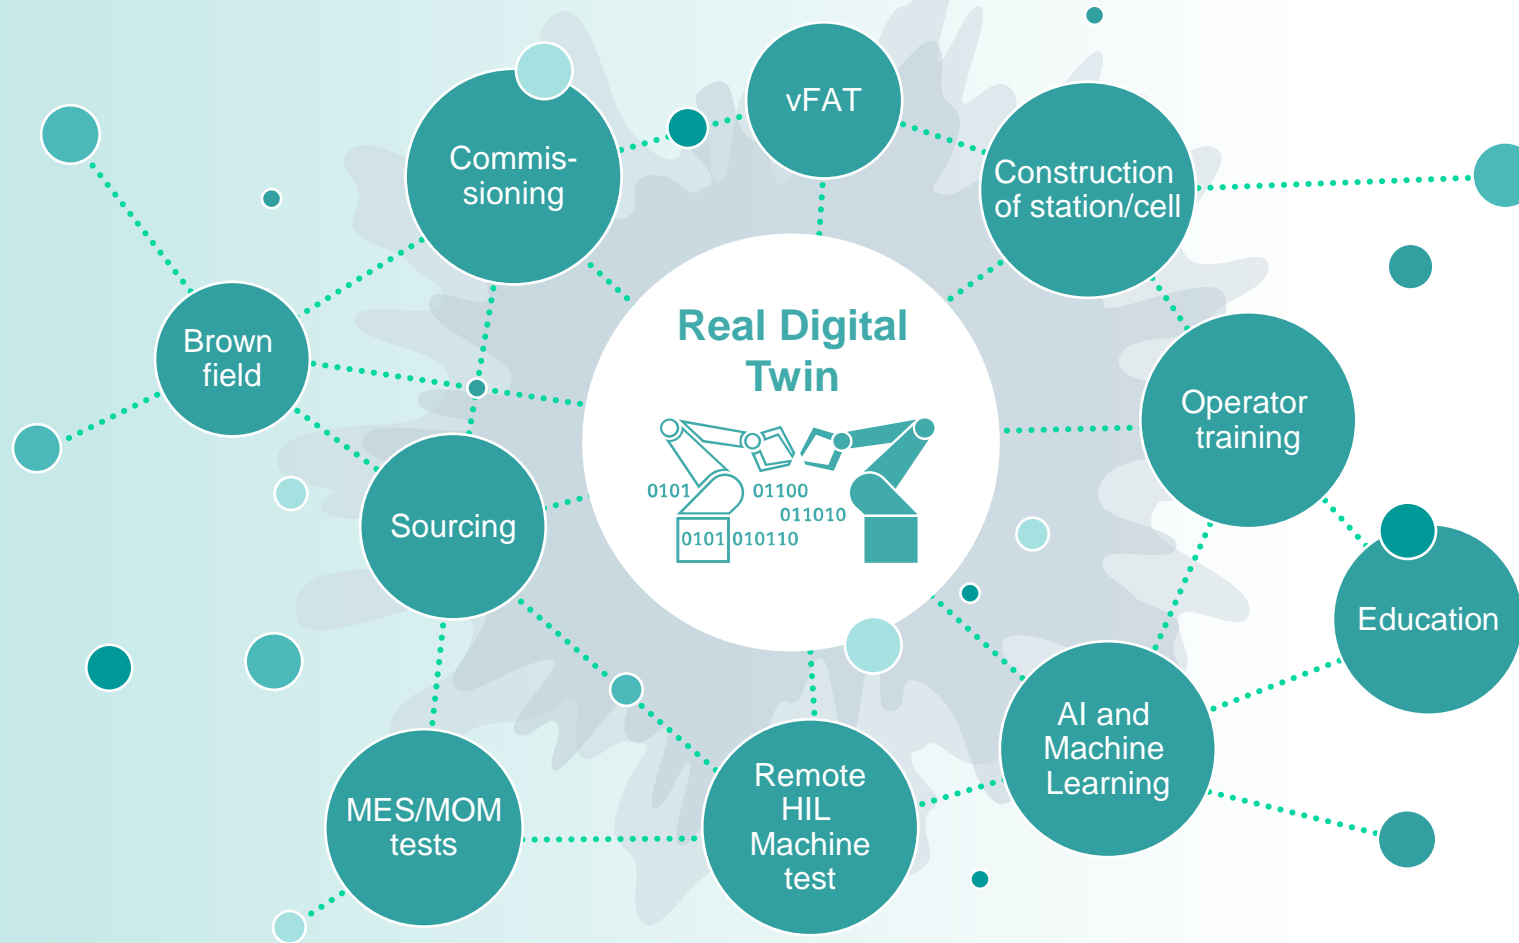 vFAT
Commis-
sioning
Construction
of station/cell
Real Digital
Twin
Brown
field
Operator
training
0101
01100
011010
0101
010110
Sourcing
Education
AI and
Machine
Learning
Remote
HIL
Machine
test
MES/MOM
tests